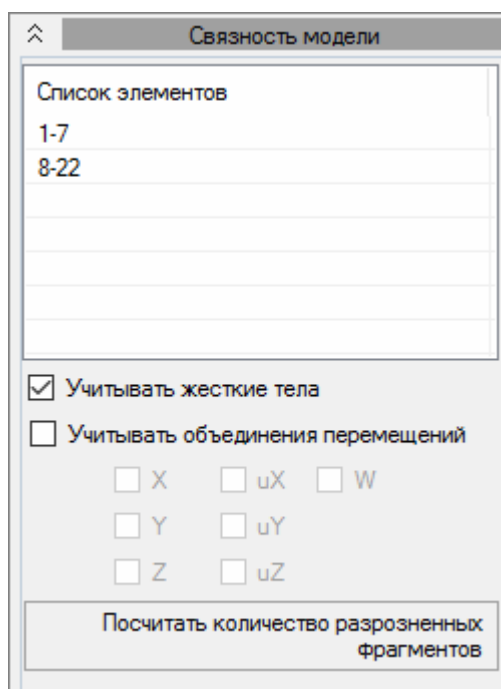 Связность модели
Список элементов
1-7
8-22
Учитывать жесткие тела
Учитывать объединения перемещений
X uX W
Y uY
Z uZ
Посчитать количество разрозненных
фрагментов